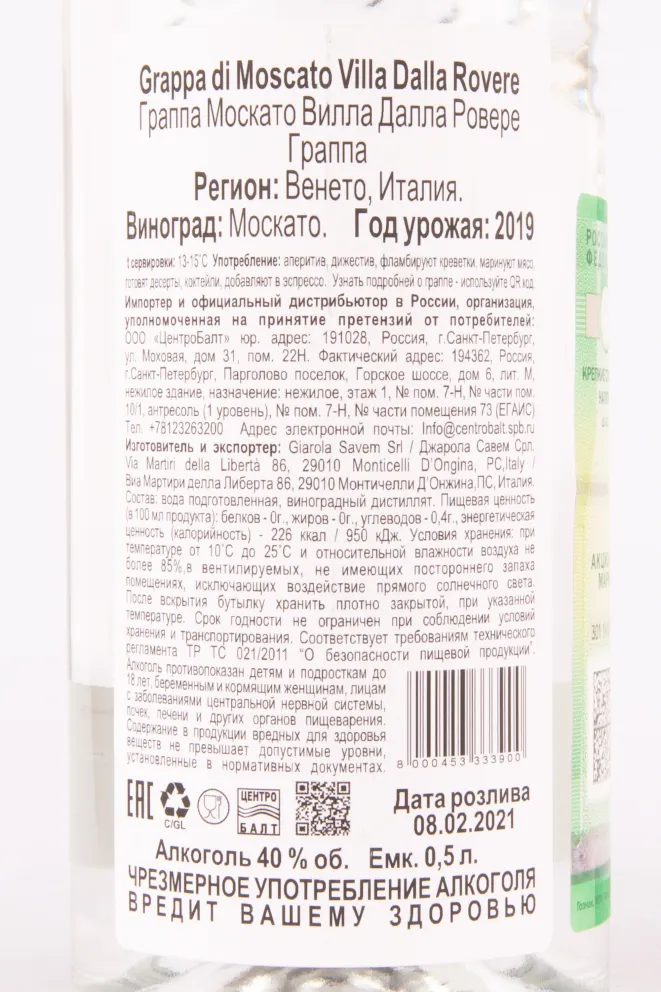 Grappa di Moscato Villa Dalla Rovere
Граппа Москато Вилла Далла Ровере
Граппа
Регион: Венето, Италия.
Виноград: Москато. Год урожая: 2019
t сервировки: 13-15°С Употребление: аперитив, дижестив, фламбируют креветки, маринуют мясо,
готовят десерты, коктейли, добавляют в эспрессо. Узнать подробней о граппе - используйте QR код.
Импортер и официальный дистрибьютор в России, организация,
уполномоченная на принятие претензий от потребителей:
ООО «ЦентроБалт» юр. адрес: 191028, Россия, г.Санкт-Петербург,
ул. Моховая, дом 31, пом. 22Н. Фактический адрес: 194362, Россия,
г.Санкт-Петербург, Парголово поселок, Горское шоссе, дом 6, лит. М,
нежилое здание, назначение: нежилое, этаж 1, № пом. 7-Н, № части пом.
10/1, антресоль (1 уровень), № пом. 7-Н, № части помещения 73 (ЕГАИС)
Тел. +78123263200 Адрес электронной почты: Info@centrobalt.spb.ru
Изготовитель и экспортер: Giarola Savem Srl / Джарола Савем Срл.
Via Martiri della Libertà 86, 29010 Monticelli D'Ongina, PC,Italy /
Виа Мартири делла Либерта 86, 29010 Монтичелли Д'Онжина,ПС, Италия.
Состав: вода подготовленная, виноградный дистиллят. Пищевая ценность
(в 100 мл продукта): белков - 0г., жиров - 0г., углеводов - 0,4г., энергетическая
ценность (калорийность) - 226 ккал / 950 кДж. Условия хранения: при
температуре от 10°С до 25°С и относительной влажности воздуха не
более 85%,в вентилируемых, не имеющих постороннего запаха
помещениях, исключающих воздействие прямого солнечного света.
После вскрытия бутылку хранить плотно закрытой, при указанной
температуре. Срок годности не ограничен при соблюдении условий
хранения и транспортирования. Соответствует требованиям технического
регламента ТР ТС 021/2011 "О безопасности пищевой продукции".
Алкоголь противопоказан детям и подросткам до
18 лет, беременным и кормящим женщинам, лицам
с заболеваниями центральной нервной системы,
почек, печени и других органов пищеварения.
Содержание в продукции вредных для здоровья
веществ не превышает допустимые уровни,
установленные в нормативных документах.
8 000453 333900
EAC
C/GL
ЦЕНТРО
БАЛТ
Дата розлива
08.02.2021
Алкоголь 40 % об. Емк. 0,5 л.
ЧРЕЗМЕРНОЕ УПОТРЕБЛЕНИЕ АЛКОГОЛЯ
ВРЕДИТ ВАШЕМУ ЗДОРОВЬЮ